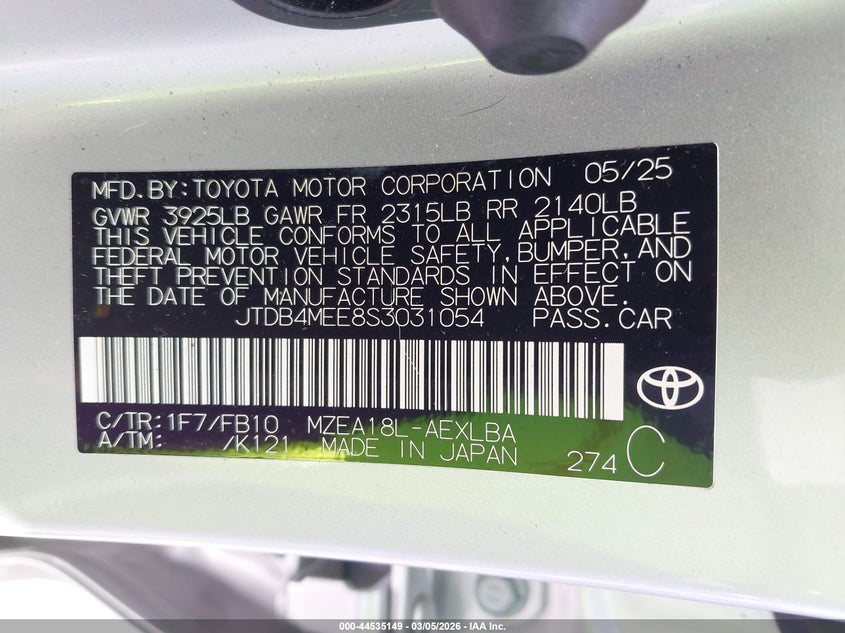 MFD. BY: TOYOTA MOTOR CORPORATION 05/25
GVWR 3925LB GAWR FR 2315LB RR 2140LB
THIS VEHICLE CONFORMS TO ALL APPLICABLE
FEDERAL MOTOR VEHICLE SAFETY, BUMPER, AND
THEFT PREVENTION STANDARDS IN EFFECT ON
THE DATE OF MANUFACTURE SHOWN ABOVE.
JTDB4MEE8S3031054 PASS. CAR
C/TR: 1F7/FB10 MZEA18L-AEXLBA
A/TM: /K121 MADE IN JAPAN 274 C
000-44535149 - 03/05/2026 - IAA Inc.